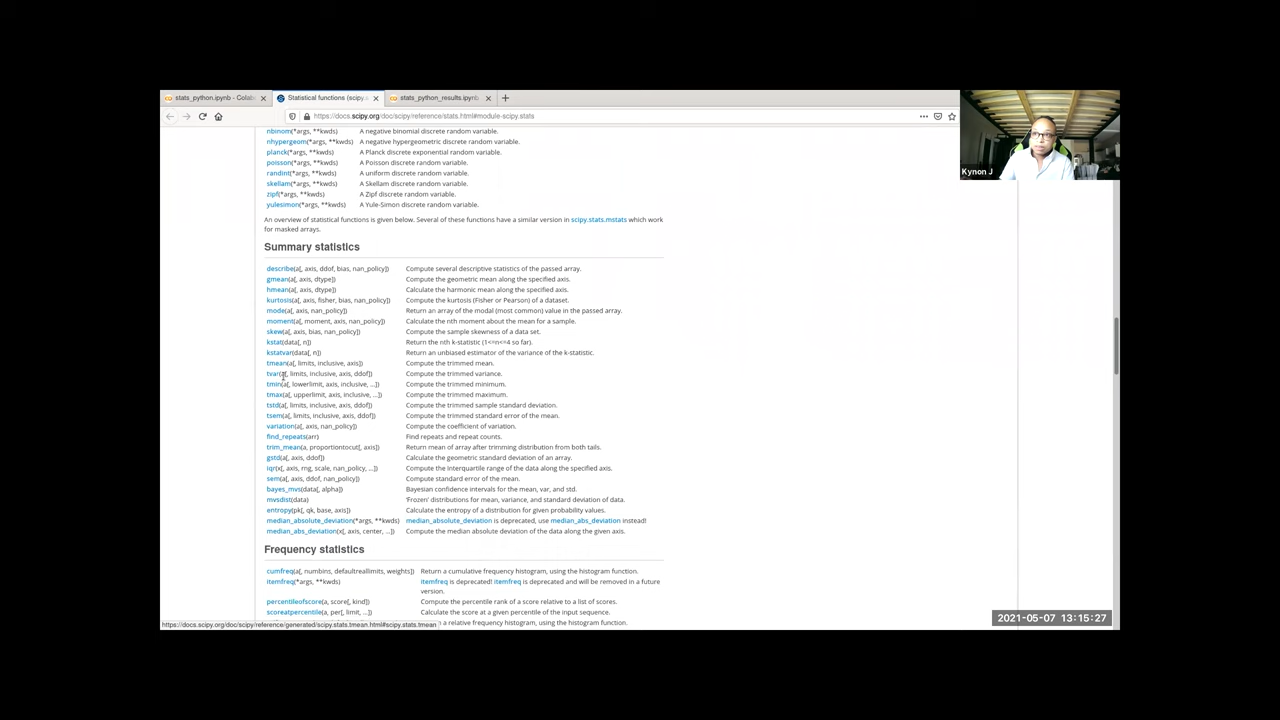 stats_python.ipynb - Colab
Statistical functions (scipy.s
stats_python_results.ipynb
https://docs.scipy.org/doc/scipy/reference/stats.html#module-scipy.stats
Kynon J
nbinom(*args, **kwds) A negative binomial discrete random variable.
nhypergeom(*args, **kwds) A negative hypergeometric discrete random variable.
planck(*args, **kwds) A Planck discrete exponential random variable.
poisson(*args, **kwds) A Poisson discrete random variable.
randint(*args, **kwds) A uniform discrete random variable.
skellam(*args, **kwds) A Skellam discrete random variable.
zipf(*args, **kwds) A Zipf discrete random variable.
yulesimon(*args, **kwds) A Yule-Simon discrete random variable.
An overview of statistical functions is given below. Several of these functions have a similar version in scipy.stats.mstats which work
for masked arrays.
Summary statistics
describe(a[, axis, ddof, bias, nan_policy]) Compute several descriptive statistics of the passed array.
gmean(a[, axis, dtype]) Compute the geometric mean along the specified axis.
hmean(a[, axis, dtype]) Calculate the harmonic mean along the specified axis.
kurtosis(a[, axis, fisher, bias, nan_policy]) Compute the kurtosis (Fisher or Pearson) of a dataset.
mode(a[, axis, nan_policy]) Return an array of the modal (most common) value in the passed array.
moment(a[, moment, axis, nan_policy]) Calculate the nth moment about the mean for a sample.
skew(a[, axis, bias, nan_policy]) Compute the sample skewness of a data set.
kstat(data[, n]) Return the nth k-statistic (1<=n<=4 so far).
kstatvar(data[, n]) Return an unbiased estimator of the variance of the k-statistic.
tmean(a[, limits, inclusive, axis]) Compute the trimmed mean.
tvar(a[, limits, inclusive, axis, ddof]) Compute the trimmed variance.
tmin(a[, lowerlimit, axis, inclusive, ...]) Compute the trimmed minimum.
tmax(a[, upperlimit, axis, inclusive, ...]) Compute the trimmed maximum.
tstd(a[, limits, inclusive, axis, ddof]) Compute the trimmed sample standard deviation.
tsem(a[, limits, inclusive, axis, ddof]) Compute the trimmed standard error of the mean.
variation(a[, axis, nan_policy]) Compute the coefficient of variation.
find_repeats(arr) Find repeats and repeat counts.
trim_mean(a, proportiontocut[, axis]) Return mean of array after trimming distribution from both tails.
gstd(a[, axis, ddof]) Calculate the geometric standard deviation of an array.
iqr(x[, axis, rng, scale, nan_policy, ...]) Compute the interquartile range of the data along the specified axis.
sem(a[, axis, ddof, nan_policy]) Compute standard error of the mean.
bayes_mvs(data[, alpha]) Bayesian confidence intervals for the mean, var, and std.
mvsdist(data) 'Frozen' distributions for mean, variance, and standard deviation of data.
entropy(pk[, qk, base, axis]) Calculate the entropy of a distribution for given probability values.
median_absolute_deviation(*args, **kwds) median_absolute_deviation is deprecated, use median_abs_deviation instead!
median_abs_deviation(x[, axis, center, ...]) Compute the median absolute deviation of the data along the given axis.
Frequency statistics
cumfreq(a[, numbins, defaultreallimits, weights]) Return a cumulative frequency histogram, using the histogram function.
itemfreq(*args, **kwds) itemfreq is deprecated! itemfreq is deprecated and will be removed in a future
version.
percentileofscore(a, score[, kind]) Compute the percentile rank of a score relative to a list of scores.
scoreatpercentile(a, per[, limit, ...]) Calculate the score at a given percentile of the input sequence.
a relative frequency histogram, using the histogram function.
https://docs.scipy.org/doc/scipy/reference/generated/scipy.stats.tmean.html#scipy.stats.tmean
2021-05-07 13:15:27